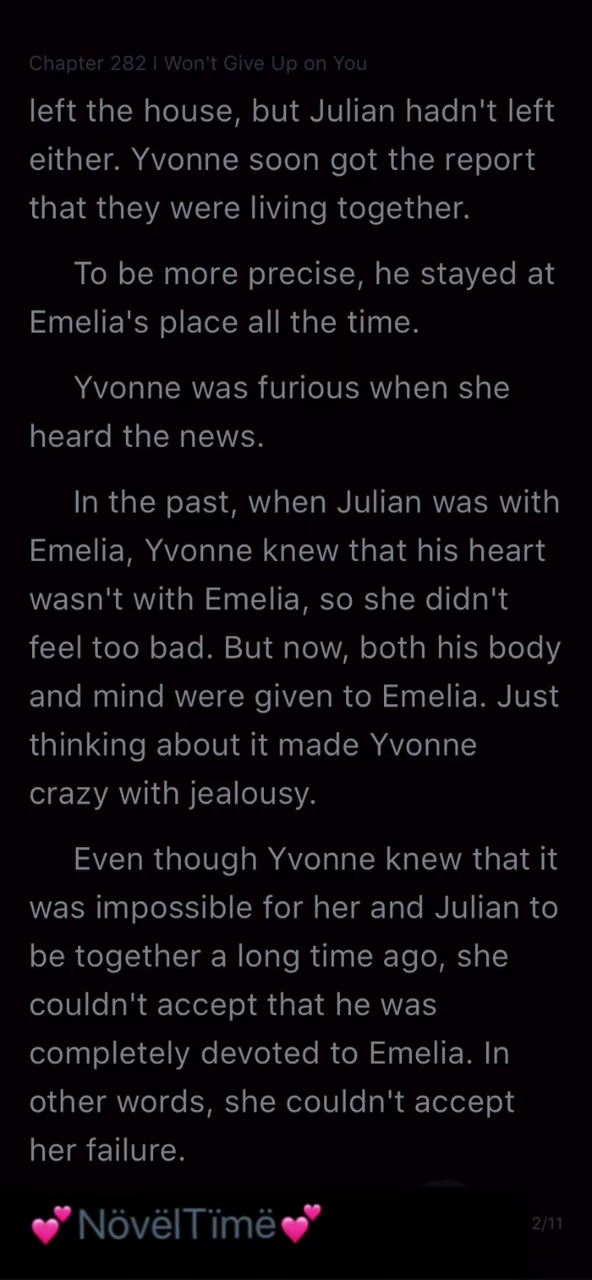 Chapter 282 I Won't Give Up on You
left the house, but Julian hadn't left
either. Yvonne soon got the report
that they were living together.
To be more precise, he stayed at
Emelia's place all the time.
Yvonne was furious when she
heard the news.
In the past, when Julian was with
Emelia, Yvonne knew that his heart
wasn't with Emelia, so she didn't
feel too bad. But now, both his body
and mind were given to Emelia. Just
thinking about it made Yvonne
crazy with jealousy.
Even though Yvonne knew that it
was impossible for her and Julian to
be together a long time ago, she
couldn't accept that he was
completely devoted to Emelia. In
other words, she couldn't accept
her failure.
💕NövëlTïmë💕
2/11